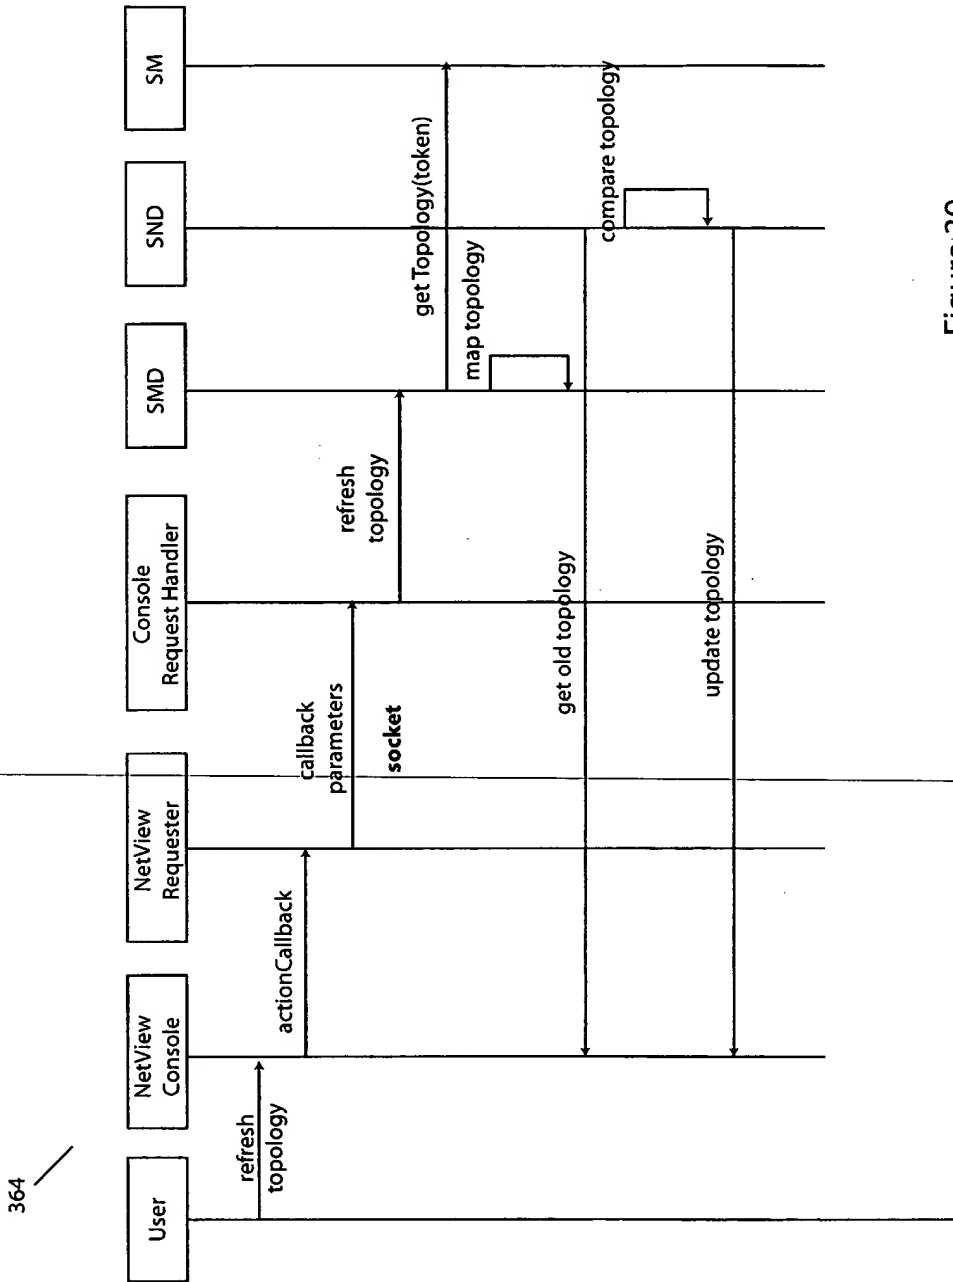 364
User
NetView
Console
NetView
Requester
Console
Request Handler
SMD
SND
SM
refresh
topology
actionCallback
callback
parameters
socket
refresh
topology
get Topology(token)
map topology
get old topology
compare topology
update topology